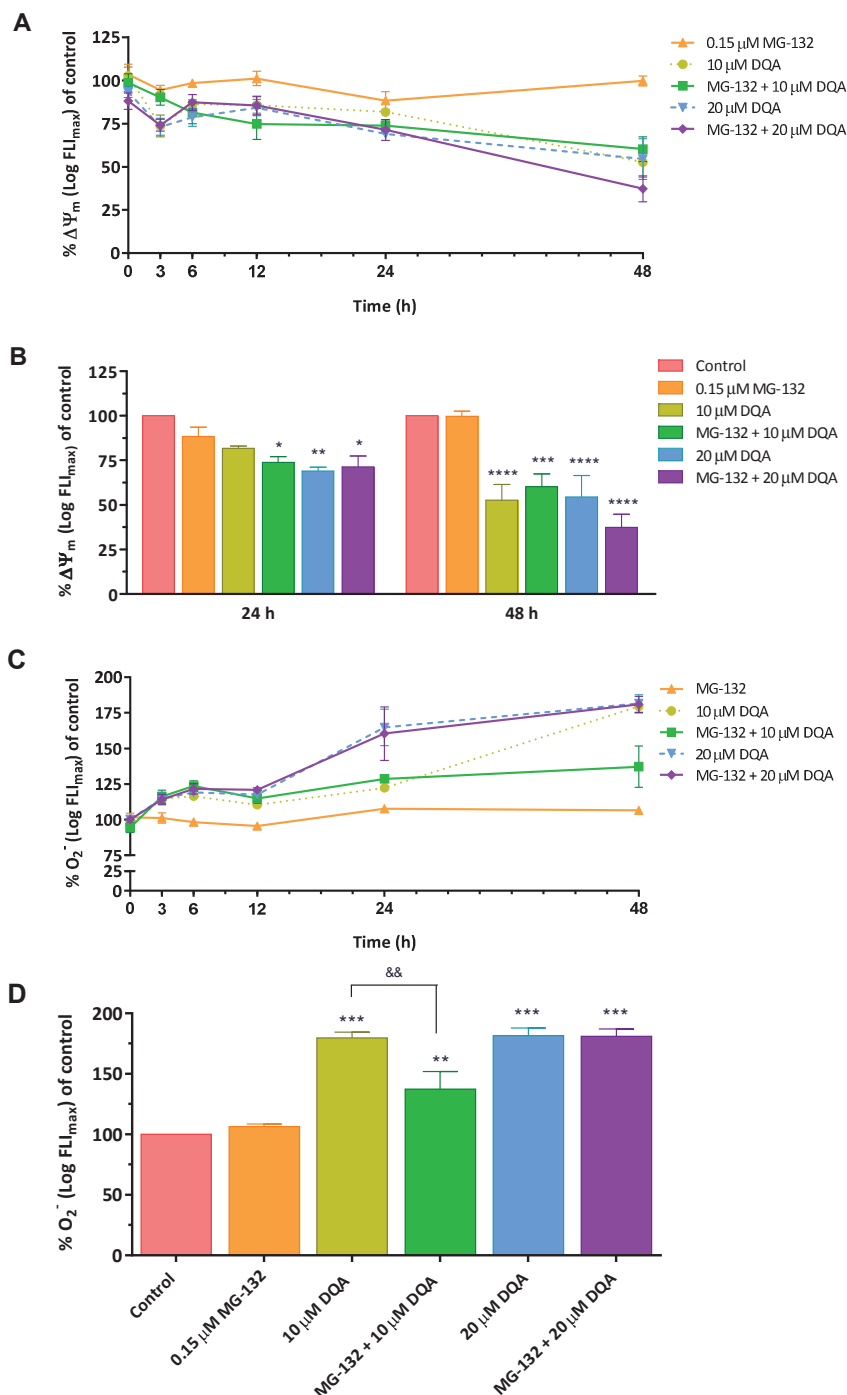 A
% ΔΨm (Log FLImax) of control
125
100
75
50
25
0
0 3 6 12 24 48
Time (h)
0.15 µM MG-132
10 µM DQA
MG-132 + 10 µM DQA
20 µM DQA
MG-132 + 20 µM DQA
B
% ΔΨm (Log FLImax) of control
125
100
75
50
25
0
* ** * **** *** **** ****
24 h 48 h
Control
0.15 µM MG-132
10 µM DQA
MG-132 + 10 µM DQA
20 µM DQA
MG-132 + 20 µM DQA
C
% O2- (Log FLImax) of control
200
175
150
125
100
75
25
0
0 3 6 12 24 48
Time (h)
MG-132
10 µM DQA
MG-132 + 10 µM DQA
20 µM DQA
MG-132 + 20 µM DQA
D
% O2- (Log FLImax) of control
200
150
100
50
0
&&
*** ** *** ***
Control
0.15 µM MG-132
10 µM DQA
MG-132 + 10 µM DQA
20 µM DQA
MG-132 + 20 µM DQA